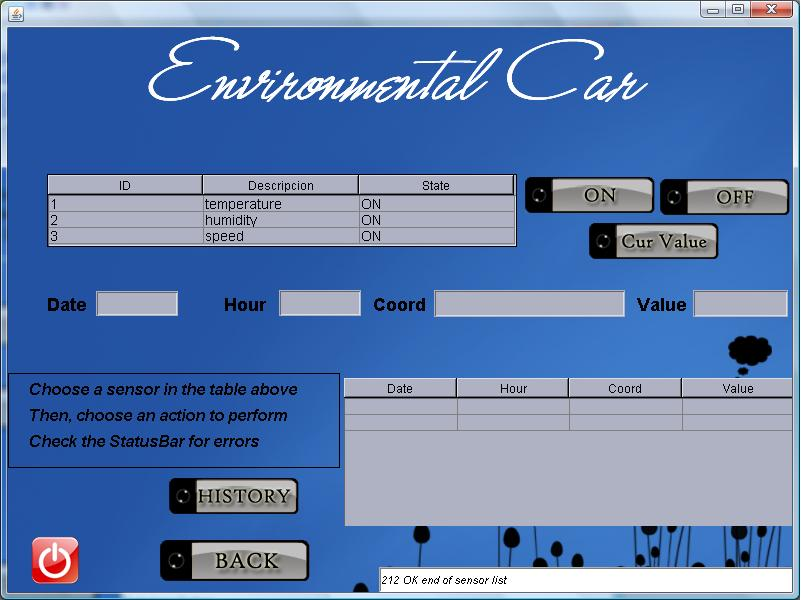 Environmental Car
ID Descripcion State
1 temperature ON
2 humidity ON
3 speed ON
ON OFF
Cur Value
Date Hour Coord Value
Choose a sensor in the table above
Then, choose an action to perform
Check the StatusBar for errors
Date Hour Coord Value
HISTORY
BACK
212 OK end of sensor list